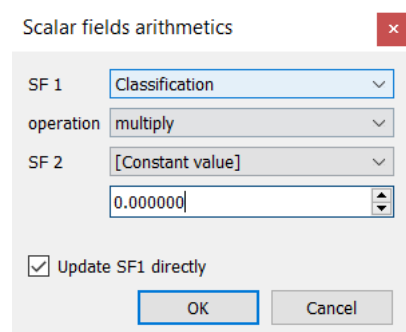 Scalar fields arithmetics
SF 1 Classification
operation multiply
SF 2 [Constant value]
0.000000
Update SF1 directly
OK Cancel